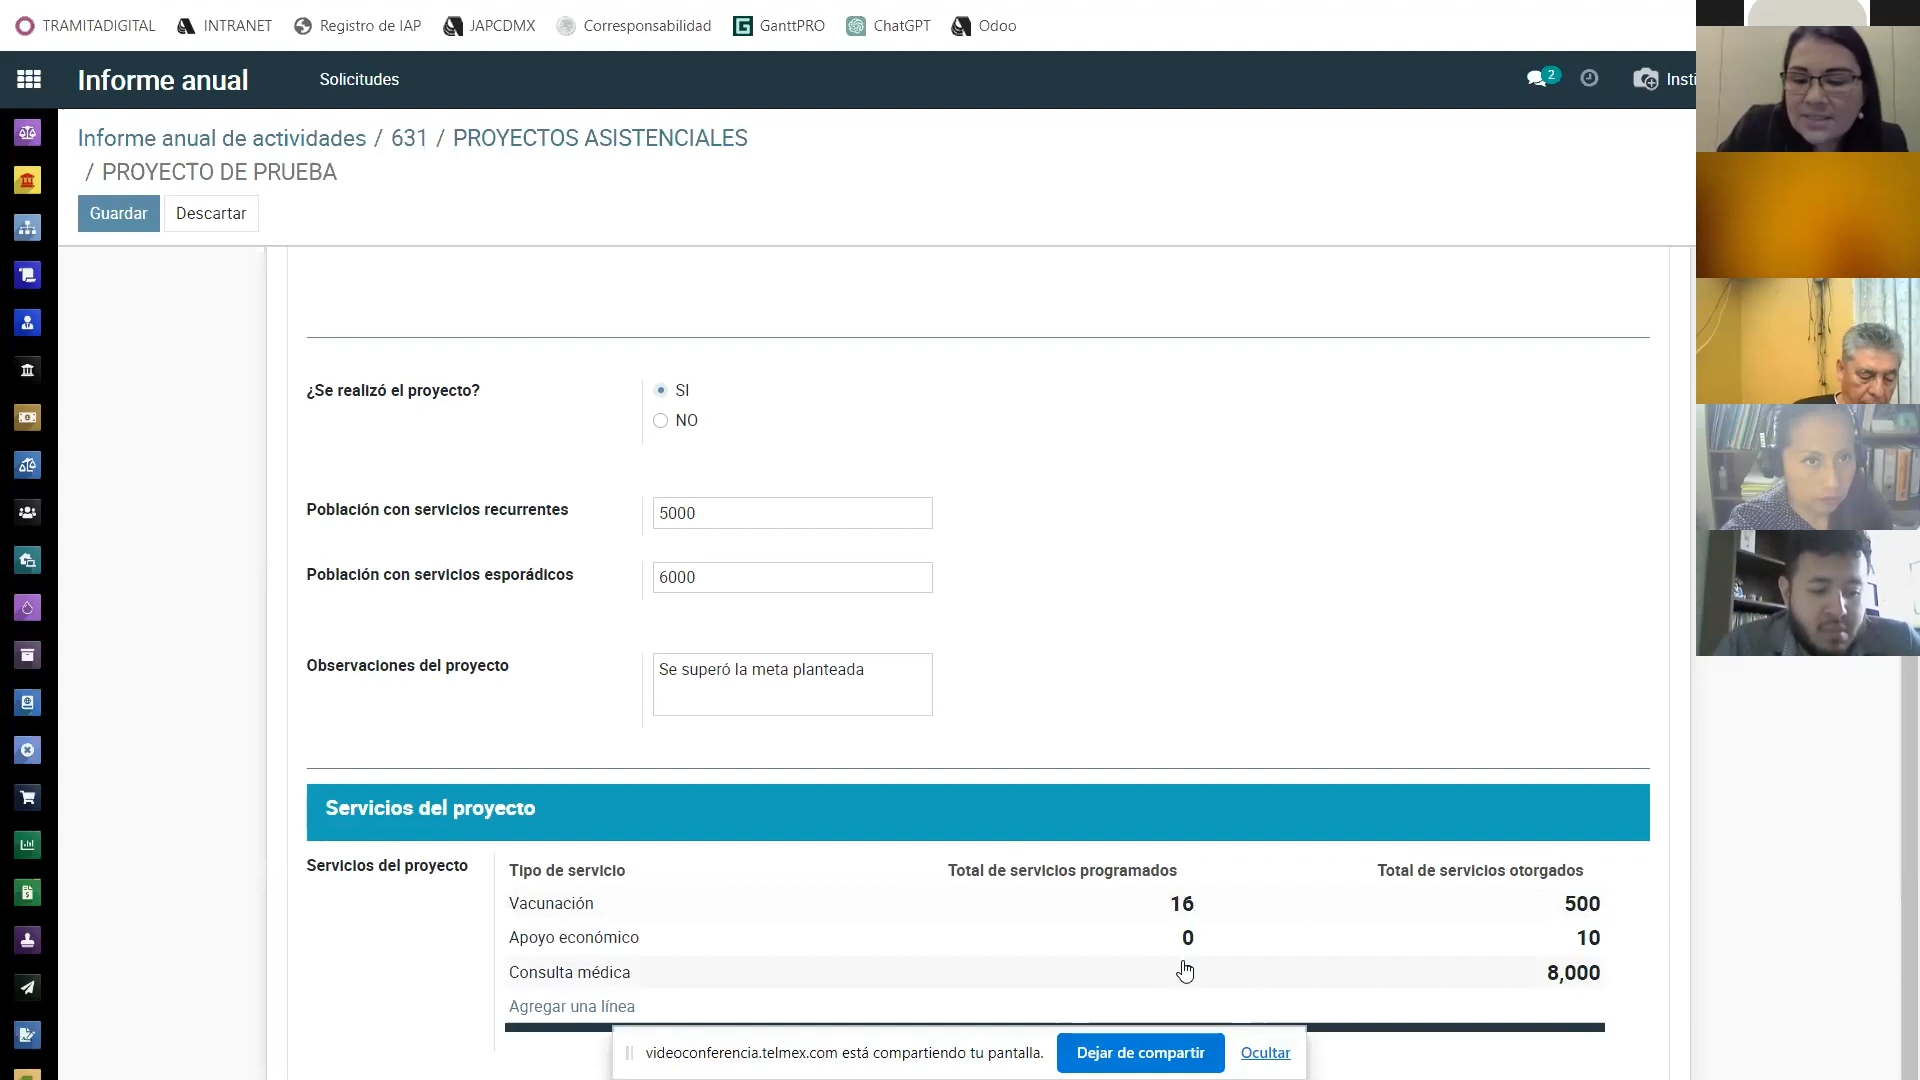 TRAMITADIGITAL INTRANET Registro de IAP JAPCDMX Corresponsabilidad GanttPRO ChatGPT Odoo
Informe anual Solicitudes 2 Insti
Informe anual de actividades / 631 / PROYECTOS ASISTENCIALES
/ PROYECTO DE PRUEBA
Guardar Descartar
¿Se realizó el proyecto? SI
NO
Población con servicios recurrentes 5000
Población con servicios esporádicos 6000
Observaciones del proyecto Se superó la meta planteada
Servicios del proyecto
Servicios del proyecto Tipo de servicio Total de servicios programados Total de servicios otorgados
Vacunación 16 500
Apoyo económico 0 10
Consulta médica 8,000
Agregar una línea
videoconferencia.telmex.com está compartiendo tu pantalla. Dejar de compartir Ocultar